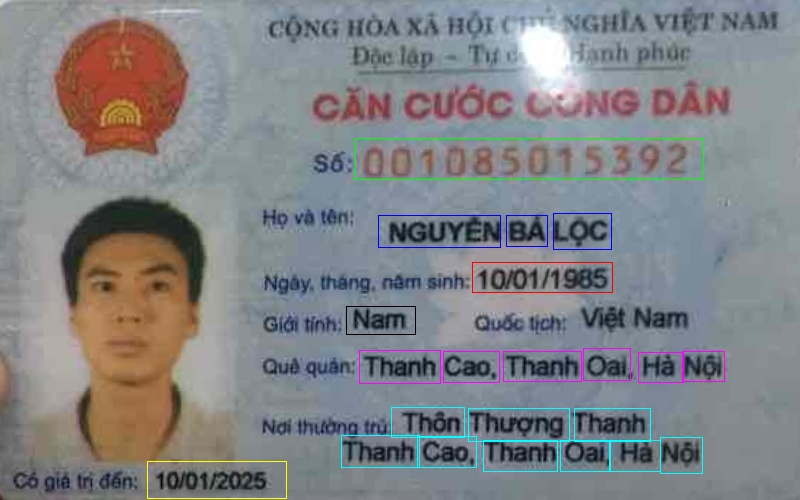 CỘNG HÒA XÃ HỘI CHỦ NGHĨA VIỆT NAM
Độc lập - Tự do - Hạnh phúc
CĂN CƯỚC CÔNG DÂN
Số: 001085015392
Họ và tên: NGUYỄN BÁ LỘC
Ngày, tháng, năm sinh: 10/01/1985
Giới tính: Nam Quốc tịch: Việt Nam
Quê quán: Thanh Cao, Thanh Oai, Hà Nội
Nơi thường trú: Thôn Thượng Thanh
Thanh Cao, Thanh Oai, Hà Nội
Có giá trị đến: 10/01/2025